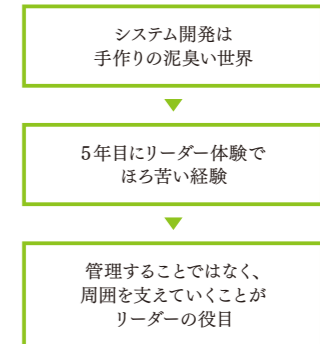 システム開発は
手作りの泥臭い世界
5年目にリーダー体験で
ほろ苦い経験
管理することではなく、
周囲を支えていくことが
リーダーの役目